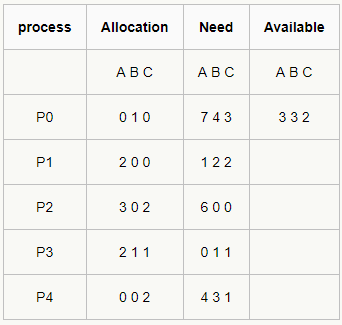 process Allocation Need Available
A B C A B C A B C
P0 0 1 0 7 4 3 3 3 2
P1 2 0 0 1 2 2
P2 3 0 2 6 0 0
P3 2 1 1 0 1 1
P4 0 0 2 4 3 1